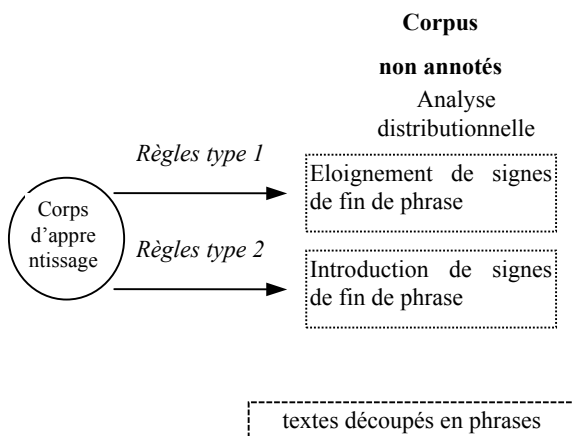 Corpus
non annotés
Analyse
distributionnelle
Règles type 1
Eloignement de signes
de fin de phrase
Corps
d'appre
ntissage
Règles type 2
Introduction de signes
de fin de phrase
textes découpés en phrases